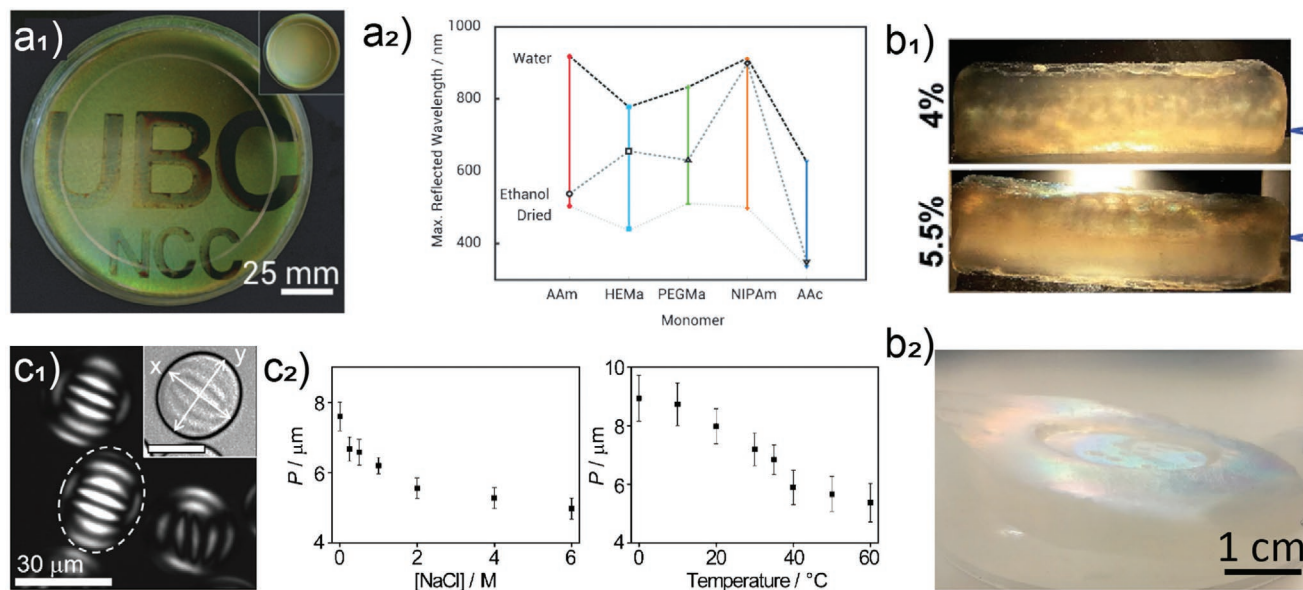 a₁)
UBC
NCC
25 mm
a₂)
1000
800
600
400
Max. Reflected Wavelength / nm
Water
Ethanol
Dried
AAm HEMa PEGMa NIPAm AAc
Monomer
b₁)
4%
5.5%
c₁)
x y
30 μm
c₂)
8
6
4
P / μm
0 2 4 6
[NaCl] / M
10
8
6
4
P / μm
0 20 40 60
Temperature / °C
b₂)
1 cm